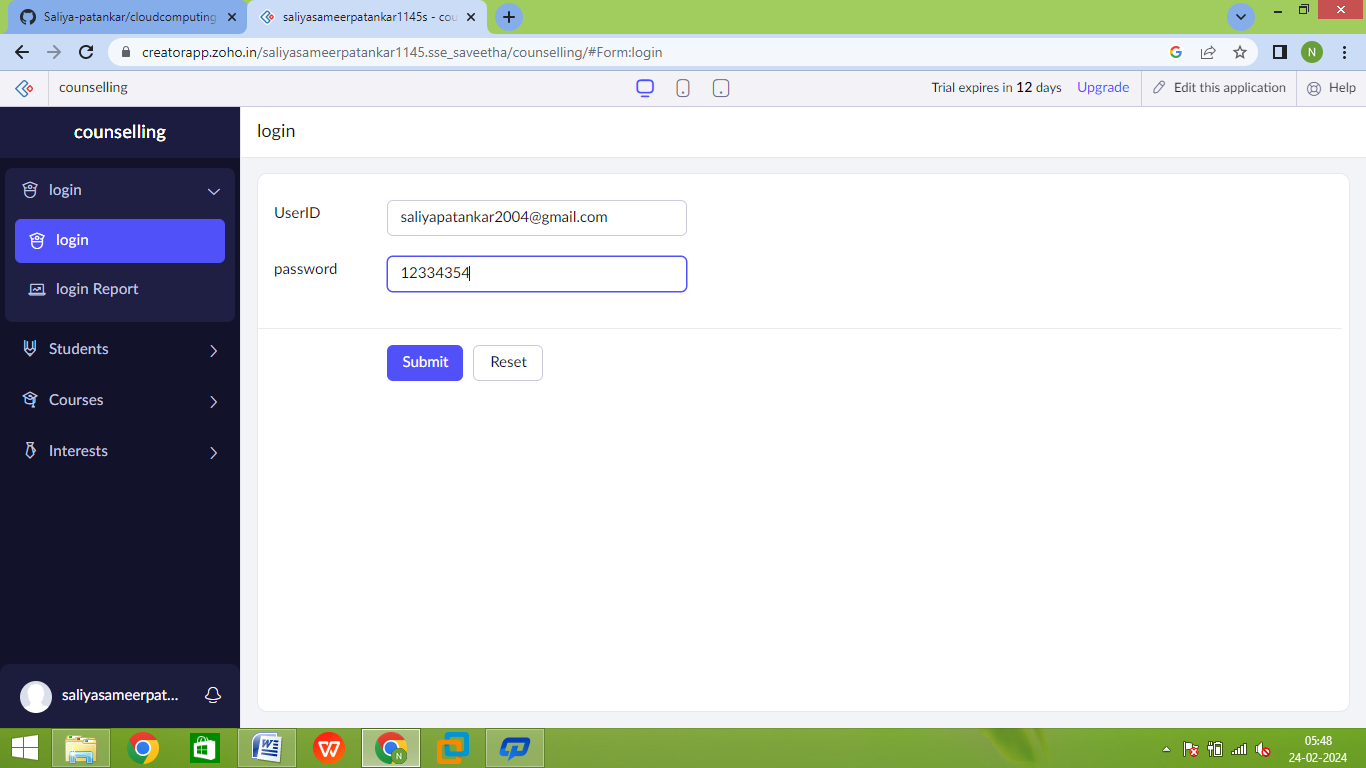 Saliya-patankar/cloudcomputing
saliyasameerpatankar1145s - cou
creatorapp.zoho.in/saliyasameerpatankar1145.sse_saveetha/counselling/#Form:login
N
counselling
Trial expires in 12 days
Upgrade
Edit this application
Help
counselling
login
login
login
login Report
Students
Courses
Interests
UserID
saliyapatankar2004@gmail.com
password
12334354
Submit
Reset
saliyasameerpat...
05:48
24-02-2024